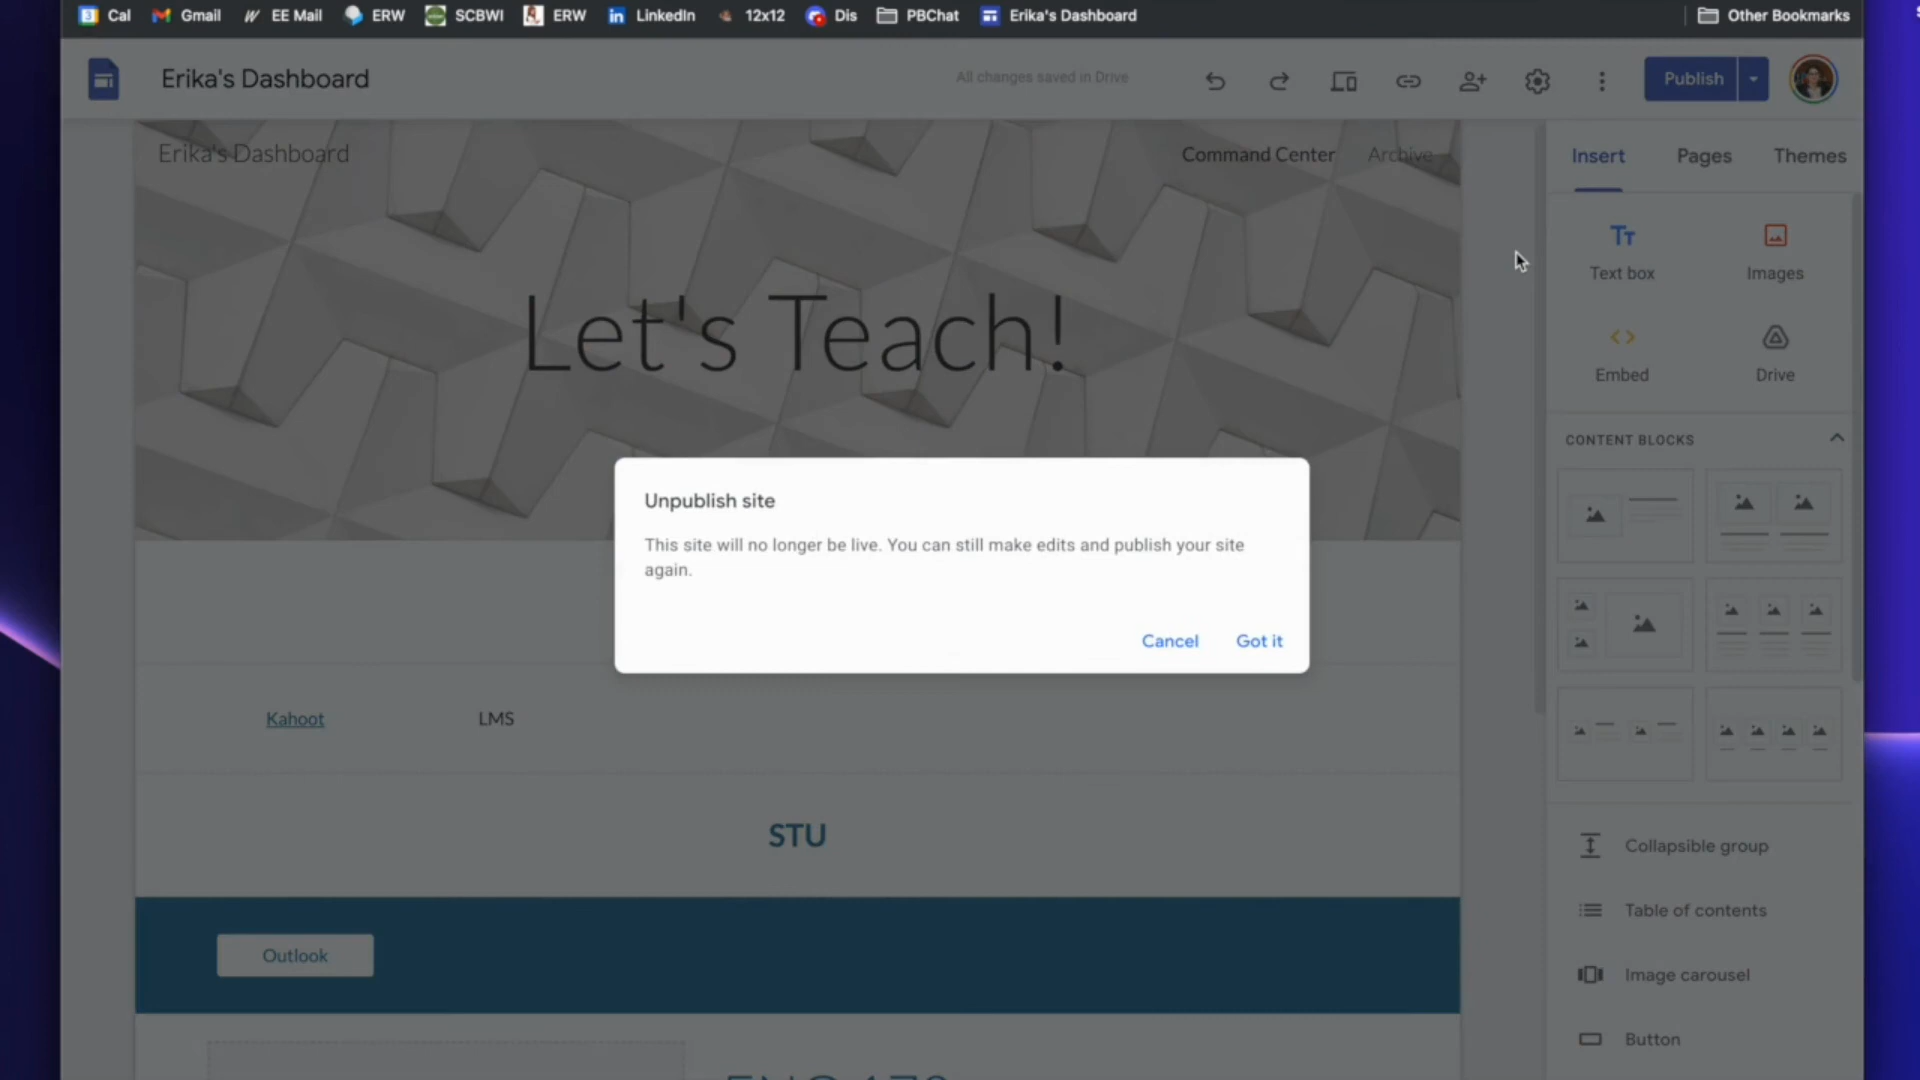 Cal Gmail EE Mail ERW SCBWI ERW LinkedIn 12x12 Dis PBChat Erika's Dashboard Other Bookmarks
Erika's Dashboard All changes saved in Drive Publish
Erika's Dashboard Command Center Archive
Insert Pages Themes
Let's Teach!
Text box Images
Embed Drive
CONTENT BLOCKS
Unpublish site
This site will no longer be live. You can still make edits and publish your site
again.
Cancel Got it
Kahoot LMS
STU
Outlook
Collapsible group
Table of contents
Image carousel
Button